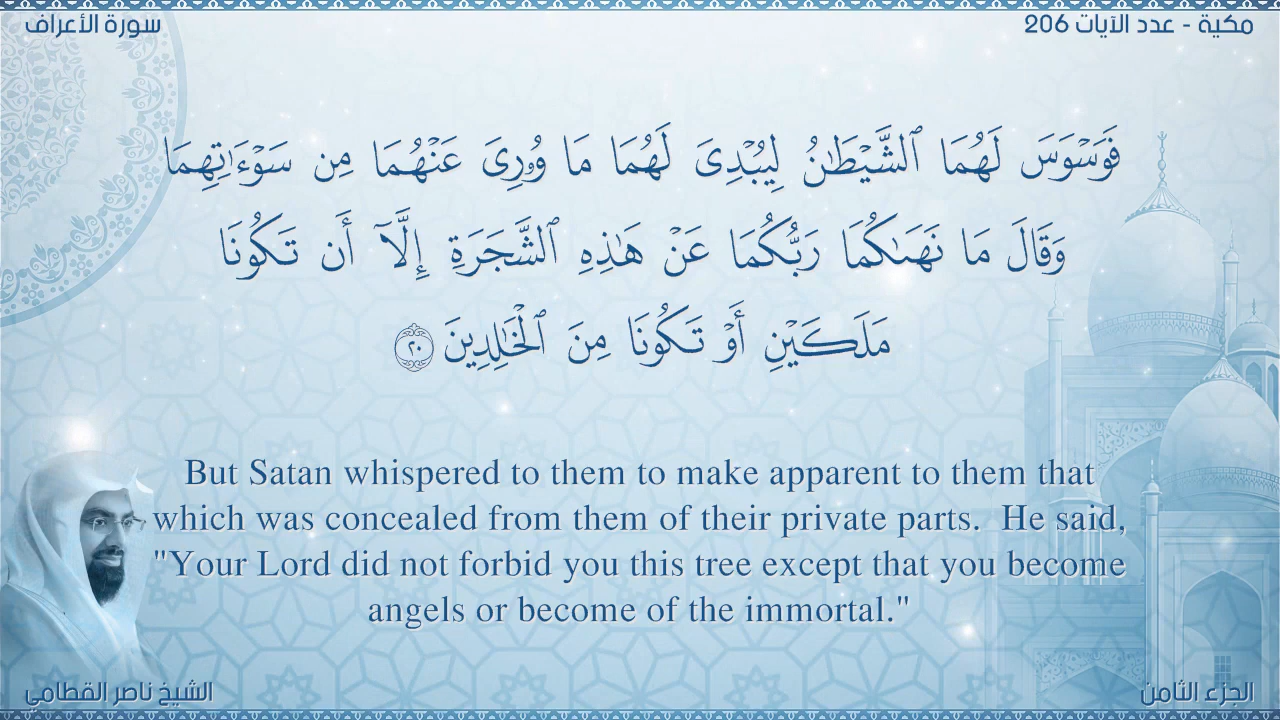 مكية - عدد الآيات 206
سورة الأعراف
فَوَسْوَسَ لَهُمَا ٱلشَّيْطَٰنُ لِيُبْدِىَ لَهُمَا مَا وُۥرِىَ عَنْهُمَا مِن سَوْءَٰتِهِمَا
وَقَالَ مَا نَهَىٰكُمَا رَبُّكُمَا عَنْ هَٰذِهِ ٱلشَّجَرَةِ إِلَّآ أَن تَكُونَا
مَلَكَيْنِ أَوْ تَكُونَا مِنَ ٱلْخَٰلِدِينَ ٢٠
But Satan whispered to them to make apparent to them that
which was concealed from them of their private parts.  He said,
"Your Lord did not forbid you this tree except that you become
angels or become of the immortal."
الجزء الثامن
الشيخ ناصر القطامي